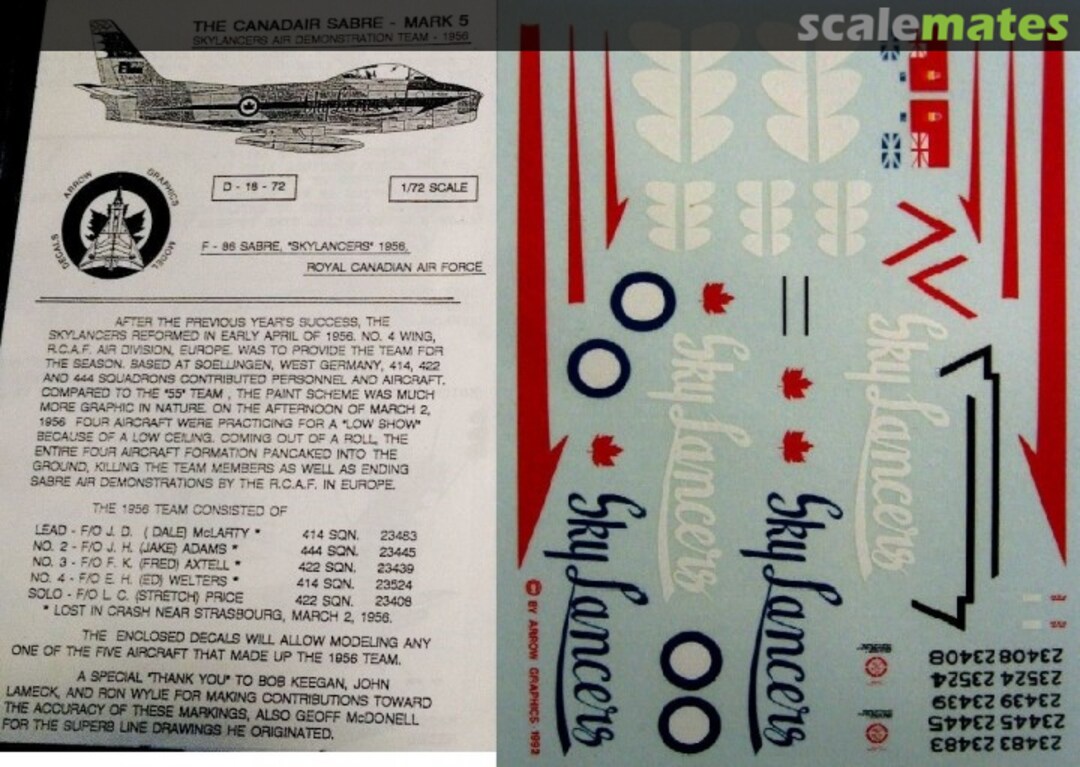 scalemates
THE CANADAIR SABRE - MARK 5
SKYLANCERS AIR DEMONSTRATION TEAM - 1956
ARROW GRAPHICS MODEL DECALS
D - 18 - 72
1/72 SCALE
F - 86 SABRE, "SKYLANCERS" 1956,
ROYAL CANADIAN AIR FORCE
AFTER THE PREVIOUS YEAR'S SUCCESS, THE
SKYLANCERS REFORMED IN EARLY APRIL OF 1956. NO. 4 WING,
R.C.A.F. AIR DIVISION, EUROPE. WAS TO PROVIDE THE TEAM FOR
THE SEASON. BASED AT SOELLINGEN, WEST GERMANY, 414, 422
AND 444 SQUADRONS CONTRIBUTED PERSONNEL AND AIRCRAFT.
COMPARED TO THE "55" TEAM , THE PAINT SCHEME WAS MUCH
MORE GRAPHIC IN NATURE. ON THE AFTERNOON OF MARCH 2,
1956 FOUR AIRCRAFT WERE PRACTICING FOR A "LOW SHOW"
BECAUSE OF A LOW CEILING. COMING OUT OF A ROLL, THE
ENTIRE FOUR AIRCRAFT FORMATION PANCAKED INTO THE
GROUND, KILLING THE TEAM MEMBERS AS WELL AS ENDING
SABRE AIR DEMONSTRATIONS BY THE R.C.A.F. IN EUROPE.
THE 1956 TEAM CONSISTED OF
LEAD - F/O J. D. ( DALE) McLARTY * 414 SQN. 23483
NO. 2 - F/O J. H. (JAKE) ADAMS * 444 SQN. 23445
NO. 3 - F/O F. K. (FRED) AXTELL * 422 SQN. 23439
NO. 4 - F/O E. H. (ED) WELTERS * 414 SQN. 23524
SOLO - F/O L. C. (STRETCH) PRICE 422 SQN. 23408
* LOST IN CRASH NEAR STRASBOURG, MARCH 2, 1956.
THE ENCLOSED DECALS WILL ALLOW MODELING ANY
ONE OF THE FIVE AIRCRAFT THAT MADE UP THE 1956 TEAM.
A SPECIAL "THANK YOU" TO BOB KEEGAN, JOHN
LAMECK, AND RON WYLIE FOR MAKING CONTRIBUTIONS TOWARD
THE ACCURACY OF THESE MARKINGS, ALSO GEOFF McDONELL
FOR THE SUPERB LINE DRAWINGS HE ORIGINATED.
SkyLancers
SkyLancers
SkyLancers
SkyLancers
BY ARROW GRAPHICS 1992
23408 23408
23524 23524
23439 23439
23445 23445
23483 23483